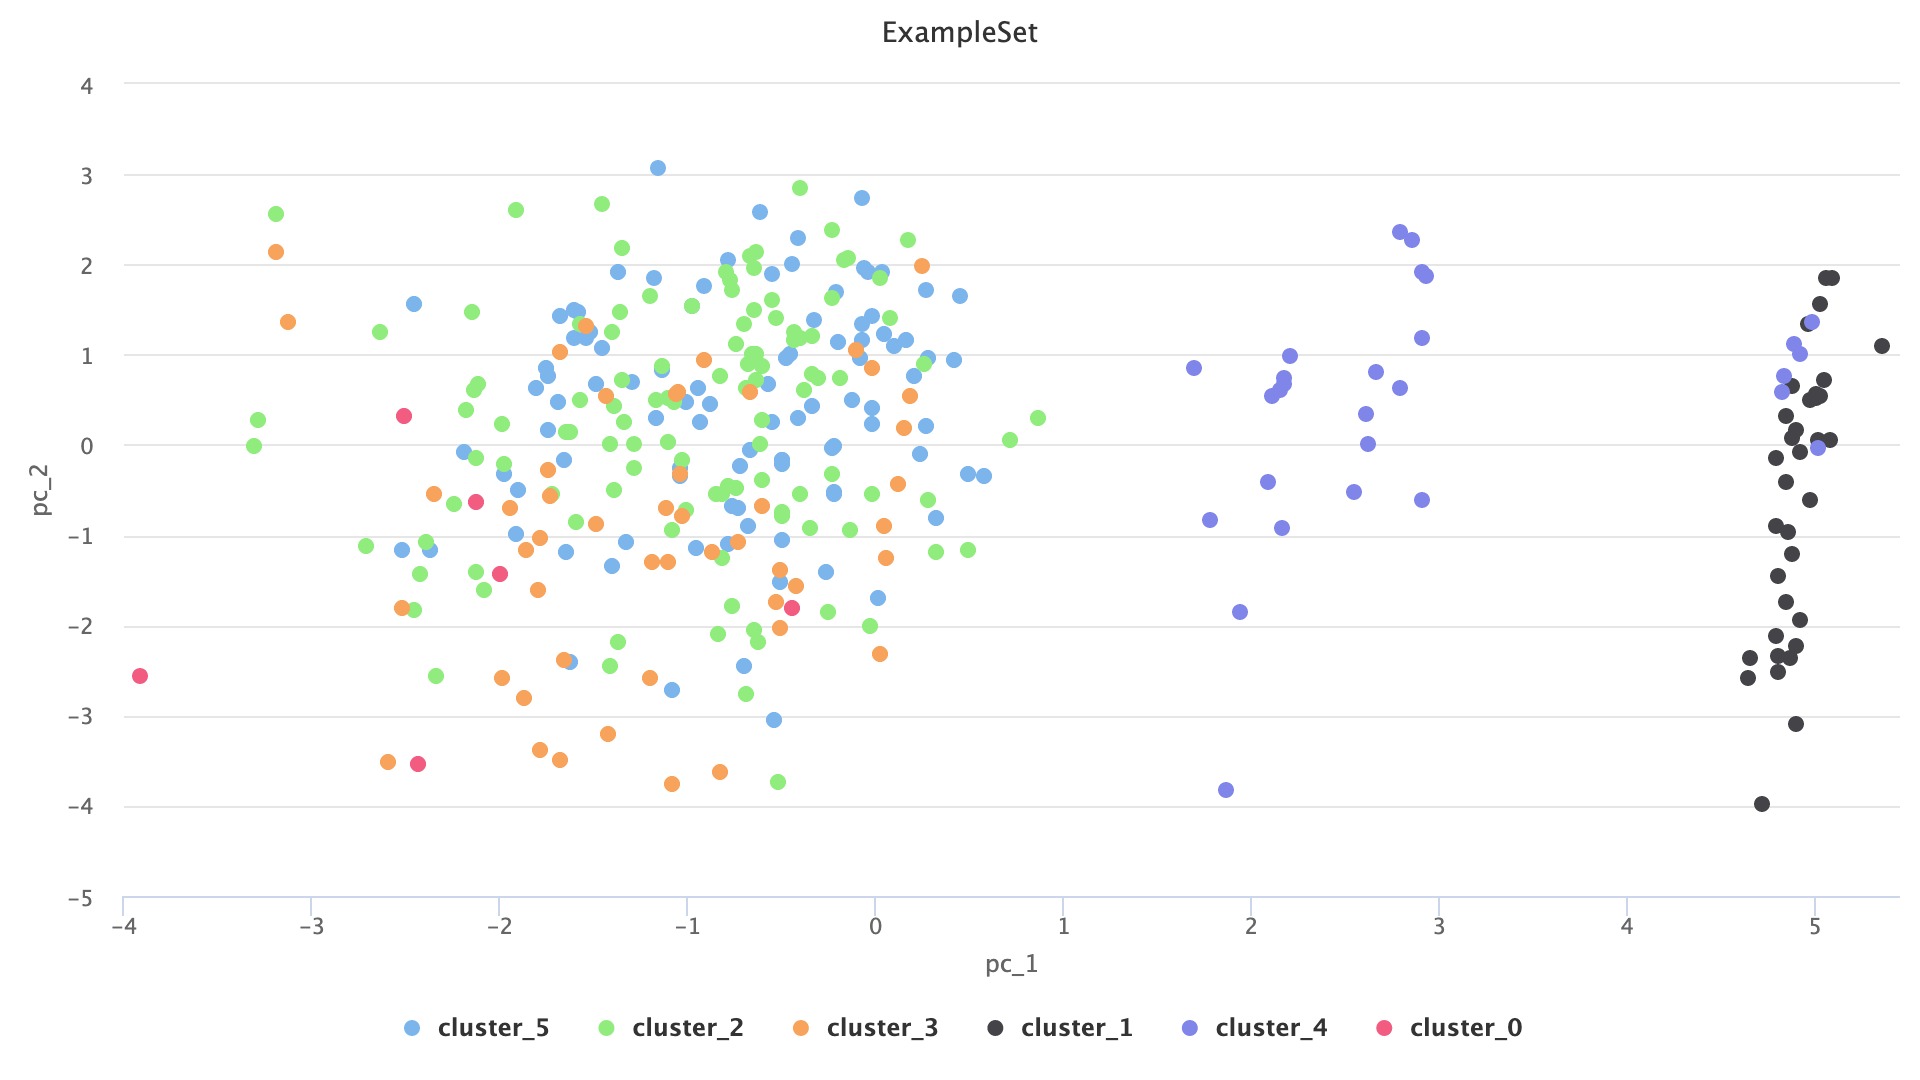 ExampleSet
4
3
2
1
0
−1
−2
−3
−4
−5
pc_2
−4 −3 −2 −1 0 1 2 3 4 5
pc_1
cluster_5 cluster_2 cluster_3 cluster_1 cluster_4 cluster_0